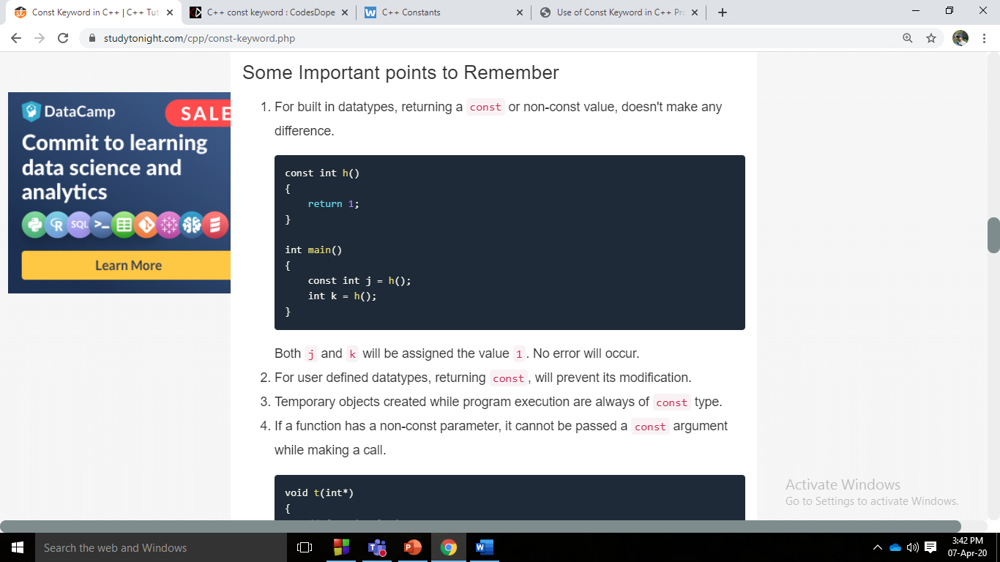 Const Keyword in C++ | C++ Tut
C++ const keyword : CodesDope
C++ Constants
Use of Const Keyword in C++ Pr
studytonight.com/cpp/const-keyword.php
DataCamp
SALE
Commit to learning
data science and
analytics
R
SQL
>_
Learn More
Some Important points to Remember
1. For built in datatypes, returning a const or non-const value, doesn't make any
difference.
const int h()
{
return 1;
}
int main()
{
const int j = h();
int k = h();
}
Both j and k will be assigned the value 1. No error will occur.
2. For user defined datatypes, returning const, will prevent its modification.
3. Temporary objects created while program execution are always of const type.
4. If a function has a non-const parameter, it cannot be passed a const argument
while making a call.
void t(int*)
{
Activate Windows
Go to Settings to activate Windows.
Search the web and Windows
3:42 PM
07-Apr-20